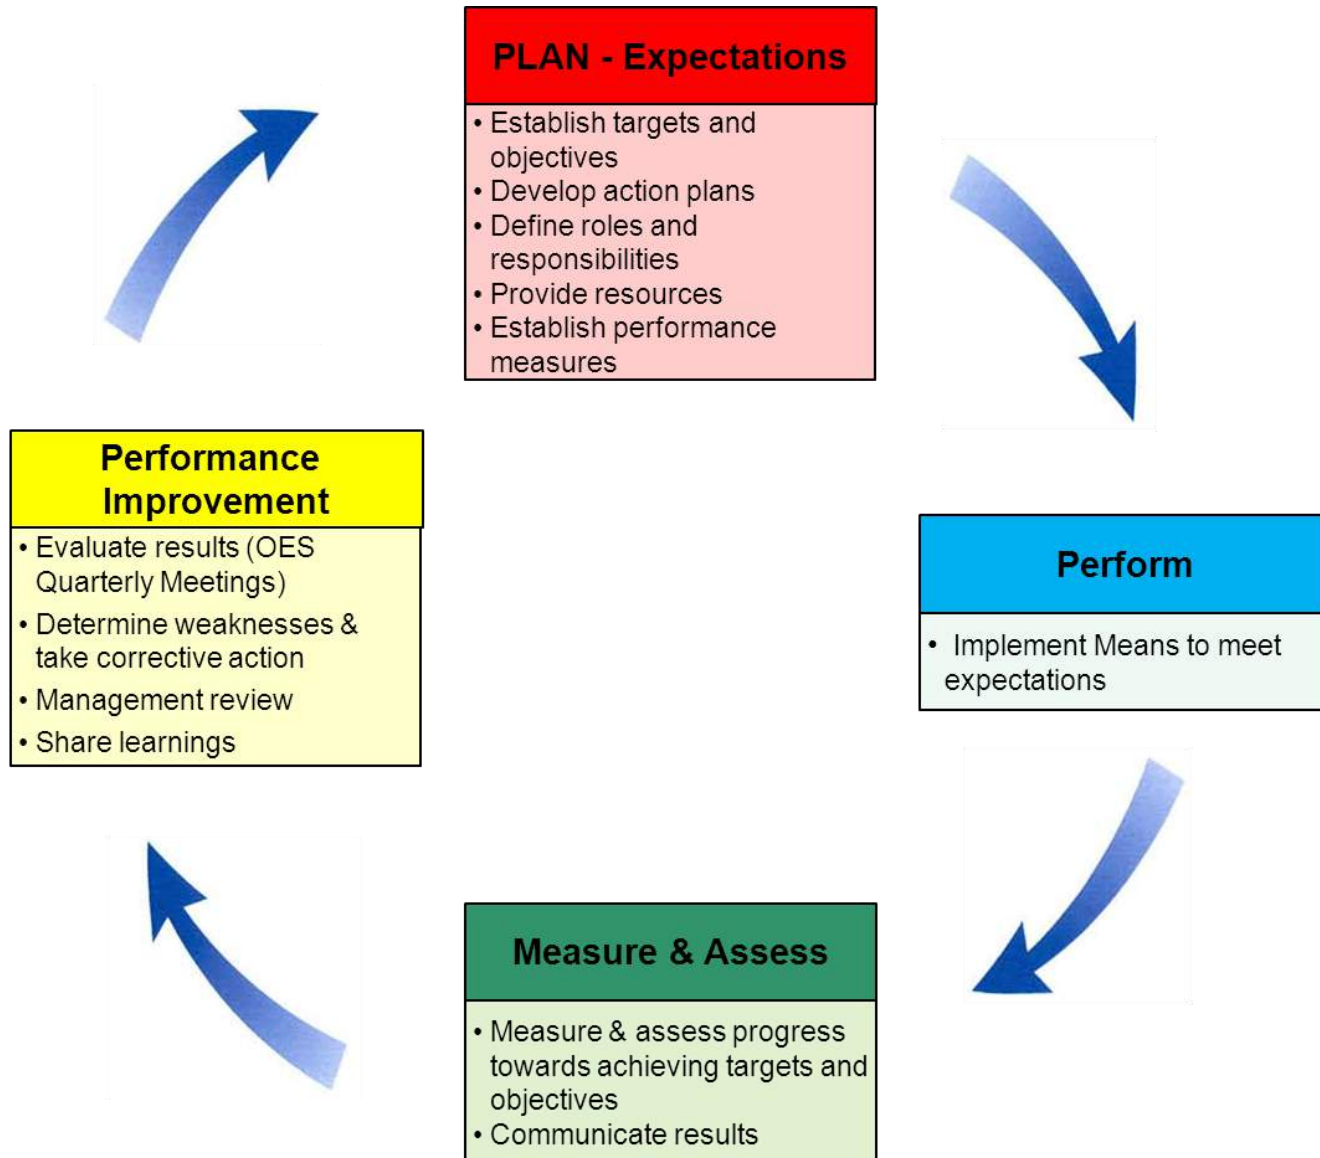 PLAN - Expectations
• Establish targets and
objectives
• Develop action plans
• Define roles and
responsibilities
• Provide resources
• Establish performance
measures
Perform
• Implement Means to meet
expectations
Measure & Assess
• Measure & assess progress
towards achieving targets and
objectives
• Communicate results
Performance
Improvement
• Evaluate results (OES
Quarterly Meetings)
• Determine weaknesses &
take corrective action
• Management review
• Share learnings